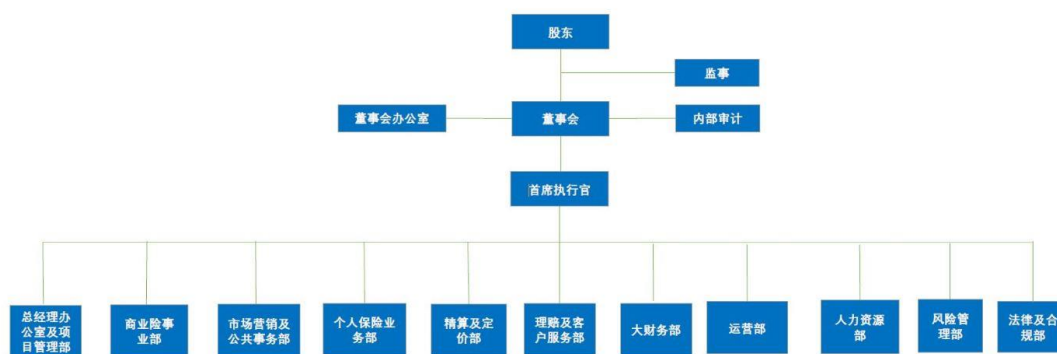 股东
监事
董事会办公室
董事会
内部审计
首席执行官
总经理办
公室及项
目管理部
商业险事
业部
市场营销及
公共事务部
个人保险业
务部
精算及定
价部
理赔及客
户服务部
大财务部
运营部
人力资源
部
风险管
理部
法律及合
规部